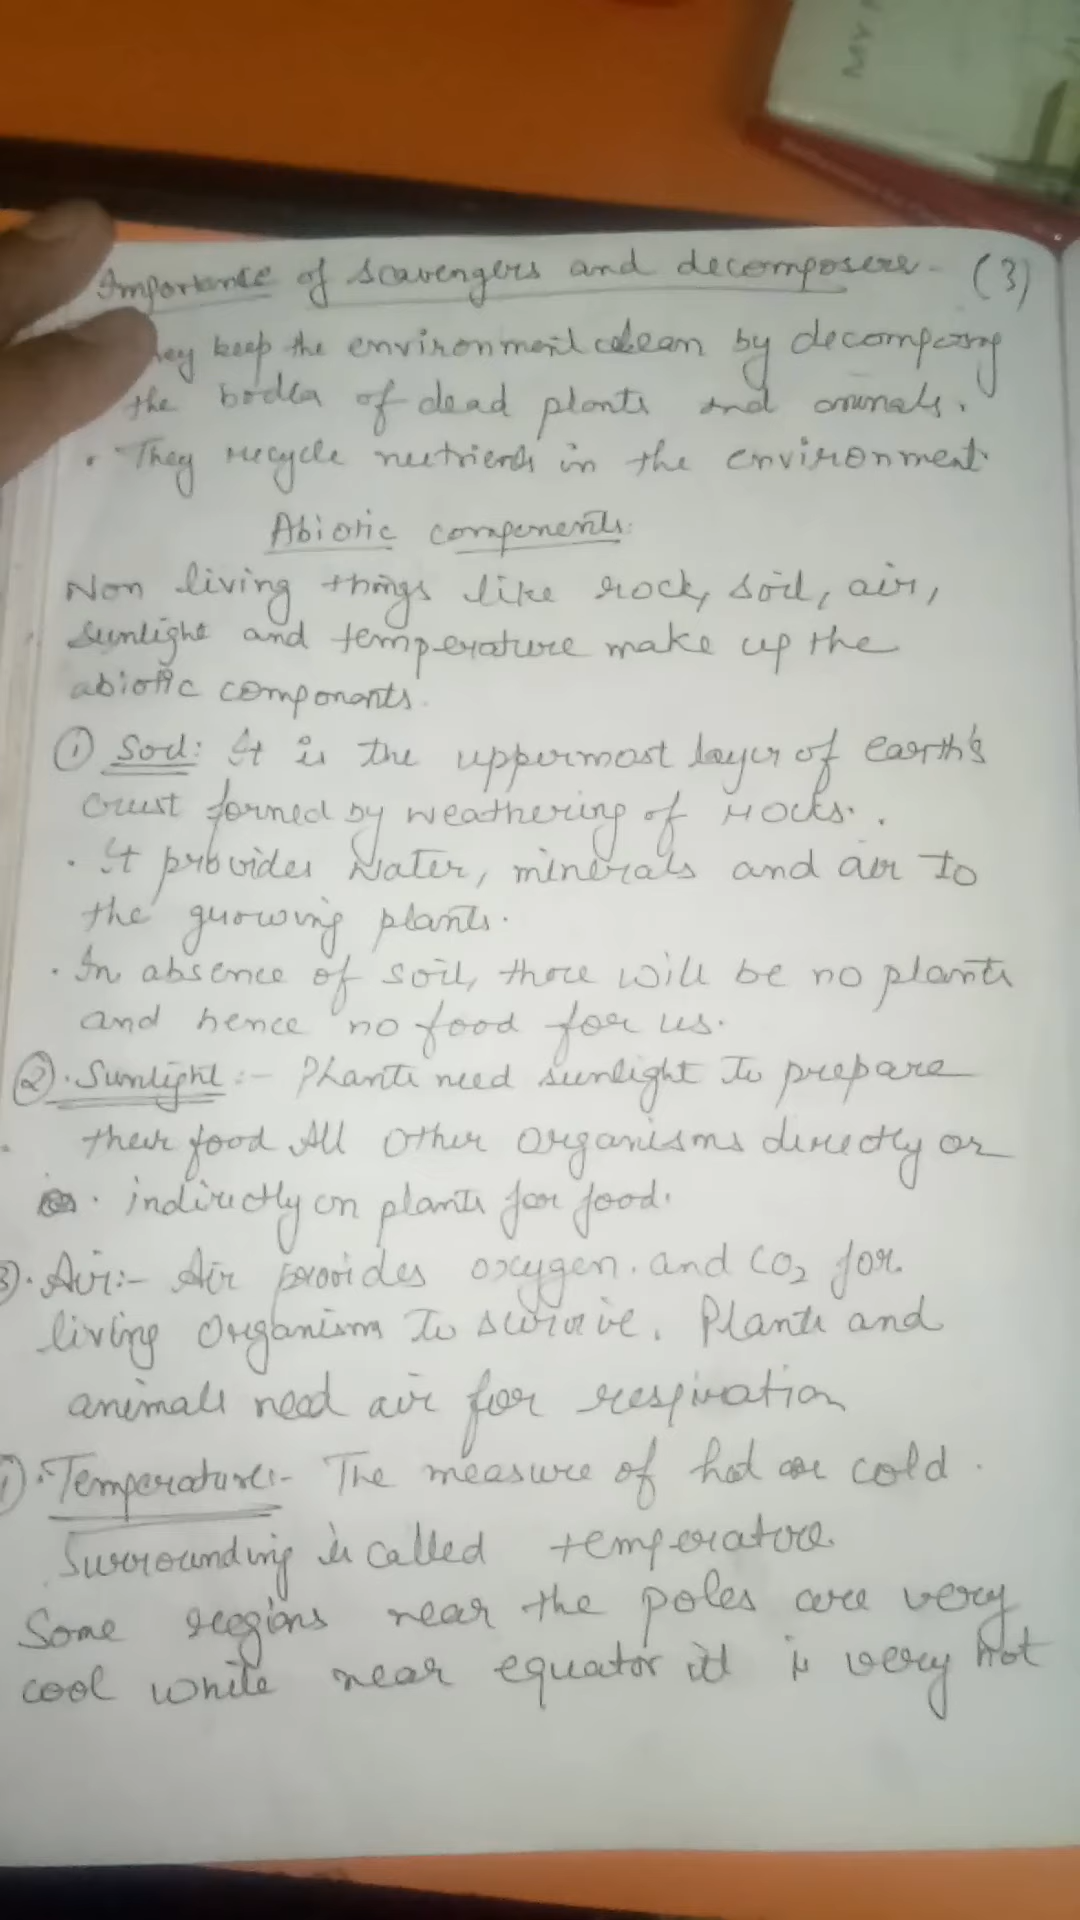 MY
Importance of scavengers and decomposers- (3)
hey keep the environment clean by decomposing
the bodies of dead plants and animals.
• They recycle nutrients in the environment.
Abiotic components:
Non living things like rock, soil, air,
sunlight and temperature make up the
abiotic components.
① Soil: It is the uppermost layer of earth's
crust formed by weathering of rocks.
• It provides water, minerals and air to
the growing plants.
• In absence of soil, there will be no plants
and hence no food for us.
②. Sunlight :- Plants need sunlight to prepare
their food All other organisms directly or
indirectly on plants for food.
3). Air:- Air provides oxygen. and CO₂ for.
living organism to survive. Plants and
animals need air for respiration
Temperature:- The measure of hot or cold.
surrounding is called temperature.
Some regions near the poles are very
cool while near equator it is very hot